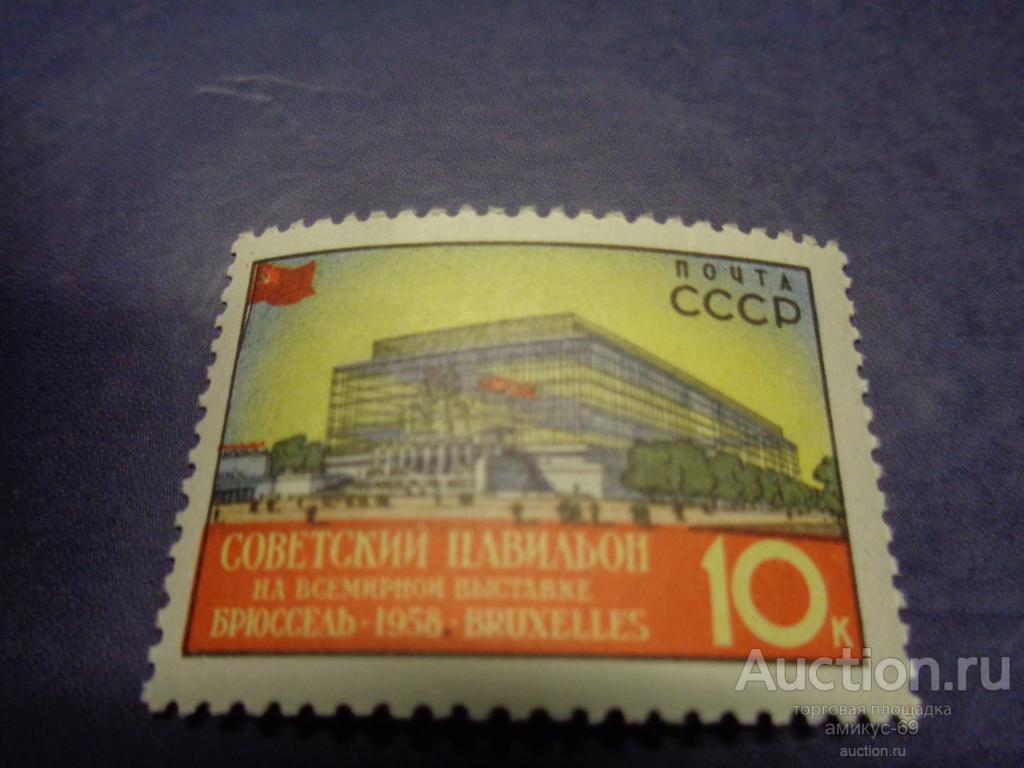 ПОЧТА
СССР
СОВЕТСКИЙ ПАВИЛЬОН
НА ВСЕМИРНОЙ ВЫСТАВКЕ
БРЮССЕЛЬ · 1958 · BRUXELLES
10 К
Auction.ru
торговая площадка
амикус-69
auction.ru